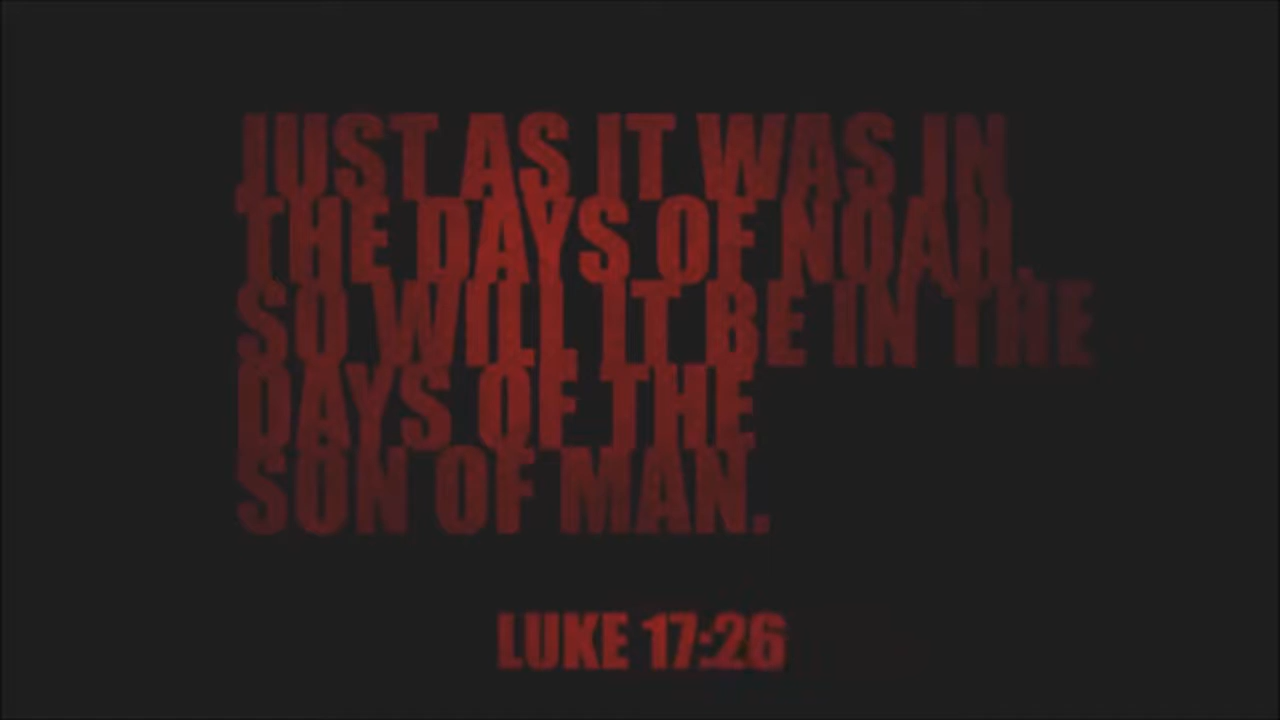 JUST AS IT WAS IN
THE DAYS OF NOAH,
SO WILL IT BE IN THE
DAYS OF THE
SON OF MAN.
LUKE 17:26